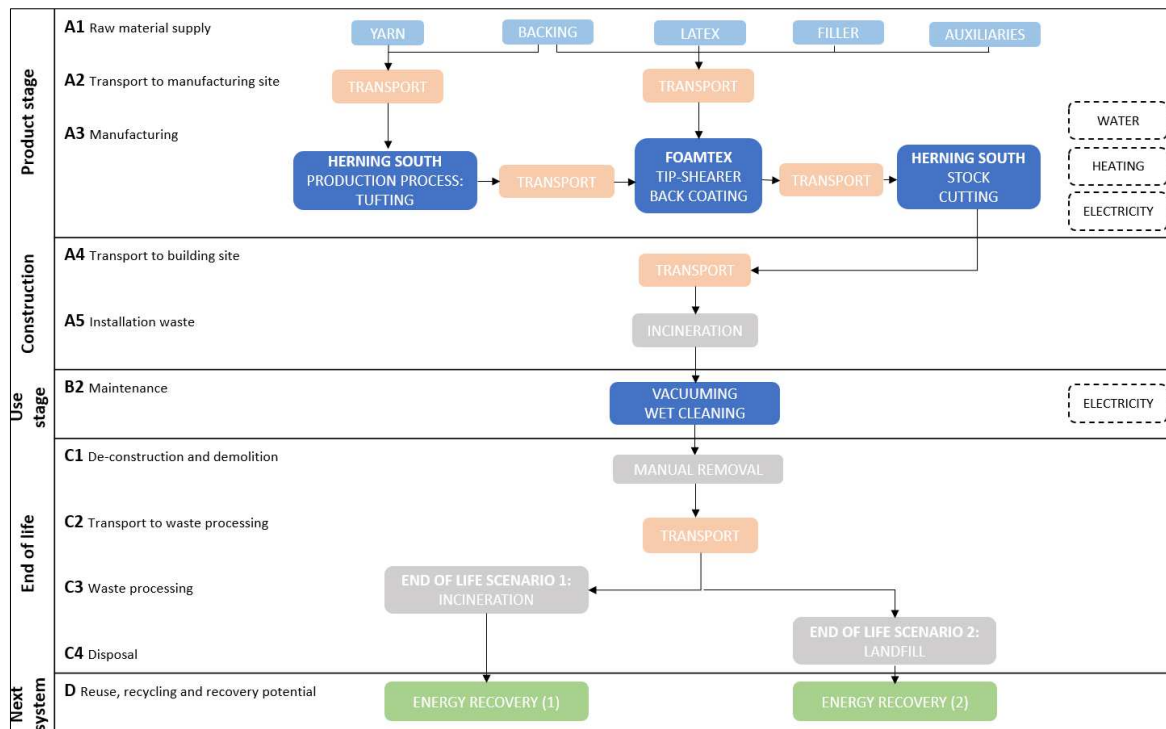 Product stage
A1 Raw material supply
YARN
BACKING
LATEX
FILLER
AUXILIARIES
A2 Transport to manufacturing site
TRANSPORT
TRANSPORT
A3 Manufacturing
HERNING SOUTH
PRODUCTION PROCESS:
TUFTING
TRANSPORT
FOAMTEX
TIP-SHEARER
BACK COATING
TRANSPORT
HERNING SOUTH
STOCK
CUTTING
WATER
HEATING
ELECTRICITY
Construction
A4 Transport to building site
TRANSPORT
A5 Installation waste
INCINERATION
Use
stage
B2 Maintenance
VACUUMING
WET CLEANING
ELECTRICITY
End of life
C1 De-construction and demolition
MANUAL REMOVAL
C2 Transport to waste processing
TRANSPORT
C3 Waste processing
END OF LIFE SCENARIO 1:
INCINERATION
END OF LIFE SCENARIO 2:
LANDFILL
C4 Disposal
Next
system
D Reuse, recycling and recovery potential
ENERGY RECOVERY (1)
ENERGY RECOVERY (2)